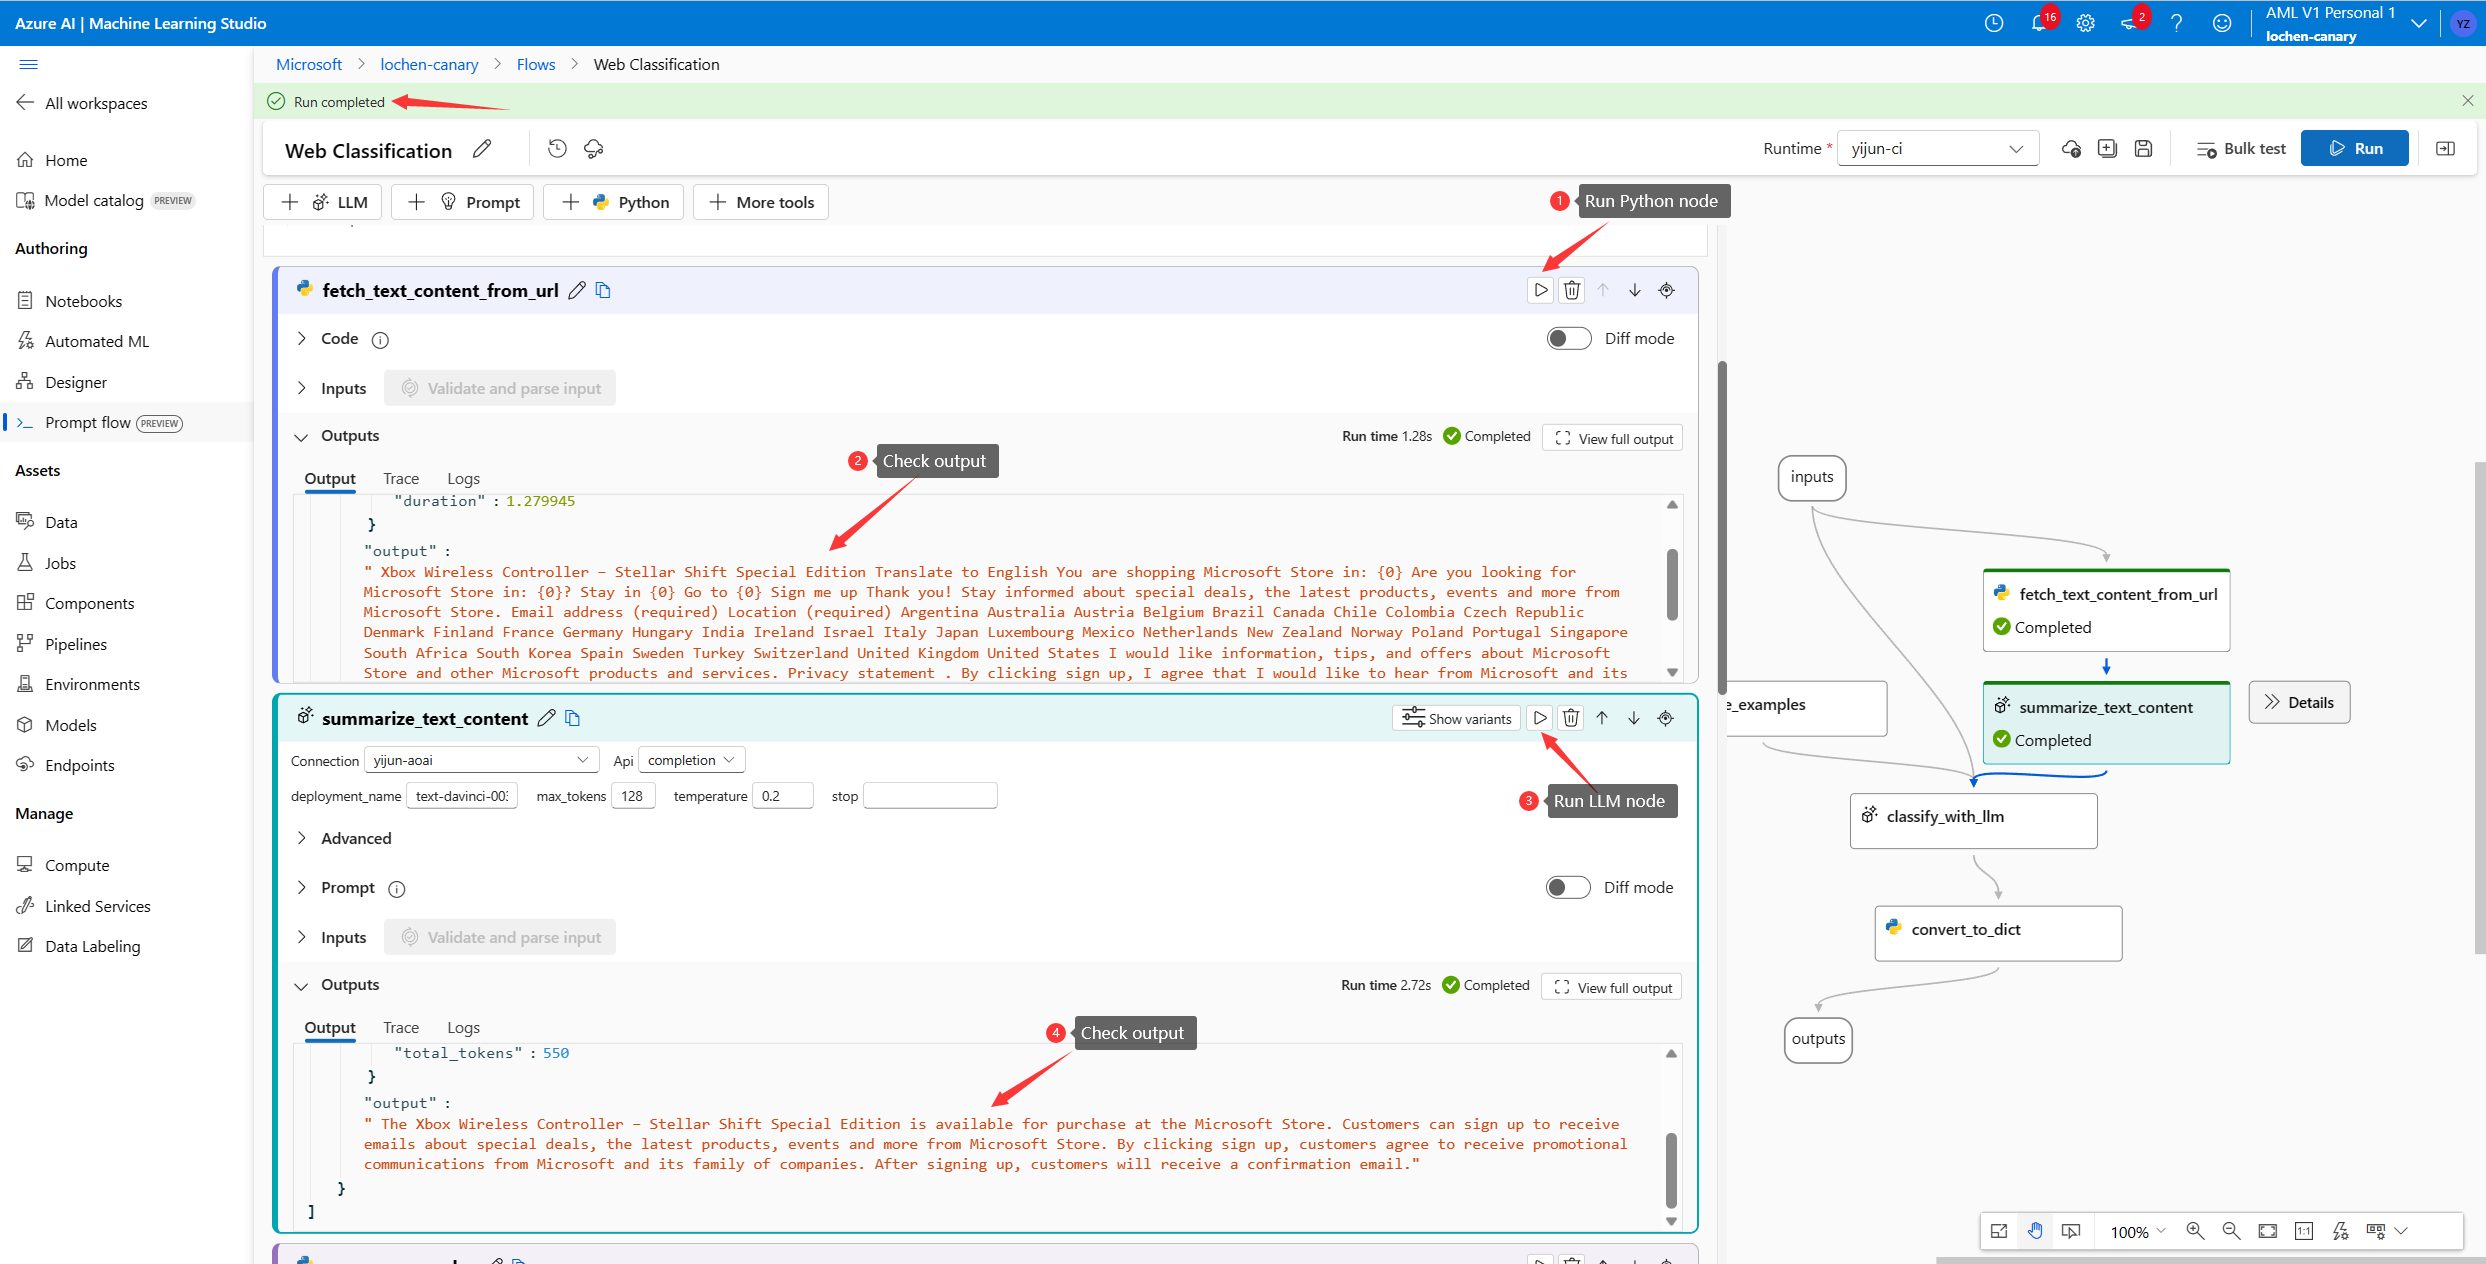 Azure AI | Machine Learning Studio
16
2
AML V1 Personal 1
lochen-canary
YZ
Microsoft > lochen-canary > Flows > Web Classification
All workspaces
Home
Model catalog PREVIEW
Authoring
Notebooks
Automated ML
Designer
Prompt flow PREVIEW
Assets
Data
Jobs
Components
Pipelines
Environments
Models
Endpoints
Manage
Compute
Linked Services
Data Labeling
Run completed
Web Classification
Runtime * yijun-ci
Bulk test
Run
+ LLM
+ Prompt
+ Python
+ More tools
1 Run Python node
fetch_text_content_from_url
Code
Diff mode
Inputs Validate and parse input
Outputs
Run time 1.28s Completed View full output
2 Check output
Output Trace Logs
"duration" : 1.279945
}
"output" :
" Xbox Wireless Controller – Stellar Shift Special Edition Translate to English You are shopping Microsoft Store in: {0} Are you looking for
Microsoft Store in: {0}? Stay in {0} Go to {0} Sign me up Thank you! Stay informed about special deals, the latest products, events and more from
Microsoft Store. Email address (required) Location (required) Argentina Australia Austria Belgium Brazil Canada Chile Colombia Czech Republic
Denmark Finland France Germany Hungary India Ireland Israel Italy Japan Luxembourg Mexico Netherlands New Zealand Norway Poland Portugal Singapore
South Africa South Korea Spain Sweden Turkey Switzerland United Kingdom United States I would like information, tips, and offers about Microsoft
Store and other Microsoft products and services. Privacy statement . By clicking sign up, I agree that I would like to hear from Microsoft and its
summarize_text_content
Show variants
Connection yijun-aoai Api completion
deployment_name text-davinci-003 max_tokens 128 temperature 0.2 stop
3 Run LLM node
Advanced
Prompt
Diff mode
Inputs Validate and parse input
Outputs
Run time 2.72s Completed View full output
Output Trace Logs
4 Check output
"total_tokens" : 550
}
"output" :
" The Xbox Wireless Controller – Stellar Shift Special Edition is available for purchase at the Microsoft Store. Customers can sign up to receive
emails about special deals, the latest products, events and more from Microsoft Store. By clicking sign up, customers agree to receive promotional
communications from Microsoft and its family of companies. After signing up, customers will receive a confirmation email."
}
]
inputs
fetch_text_content_from_url
Completed
e_examples
summarize_text_content
Completed
Details
classify_with_llm
convert_to_dict
outputs
100%
1:1